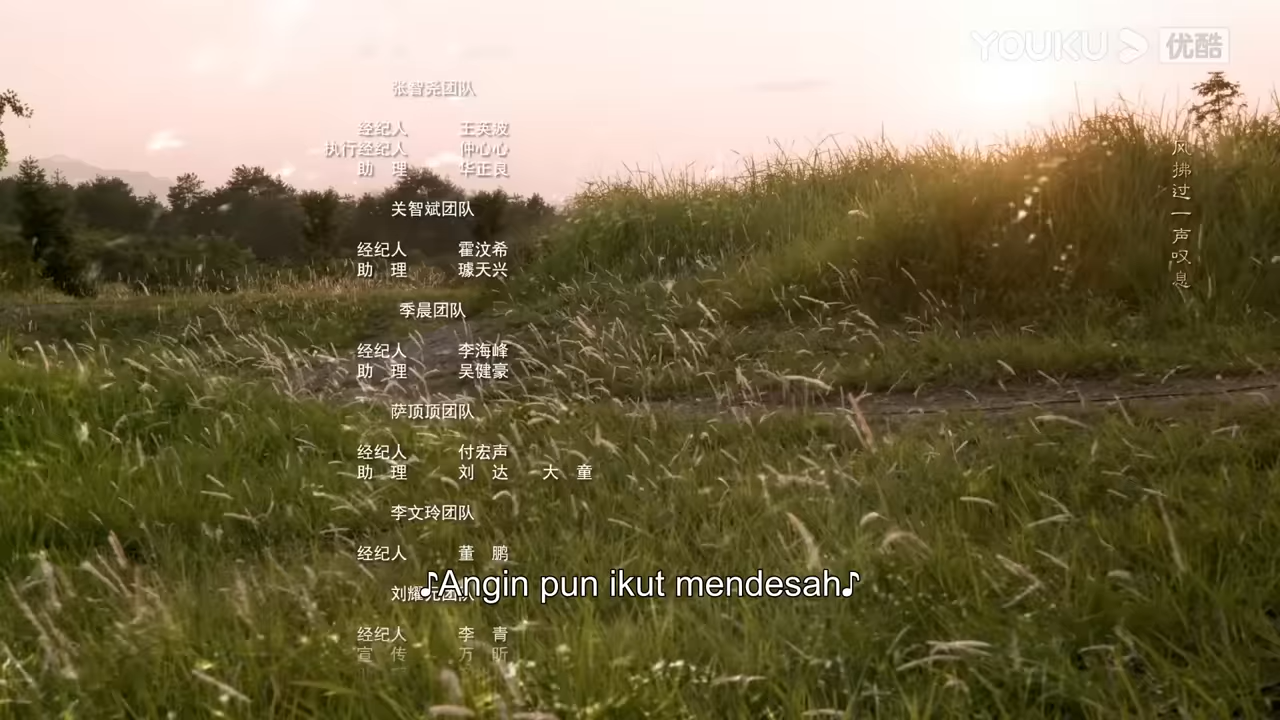 YOUKU 优酷
张智尧团队
经纪人 王英波
执行经纪人 仲心心
助 理 华正良
关智斌团队
经纪人 霍汶希
助 理 璩天兴
季晨团队
经纪人 李海峰
助 理 吴健豪
萨顶顶团队
经纪人 付宏声
助 理 刘 达 大 童
李文玲团队
经纪人 董 鹏
♪Angin pun ikut mendesah♪
经纪人 李 青
宣 传 万 昕
风拂过一声叹息